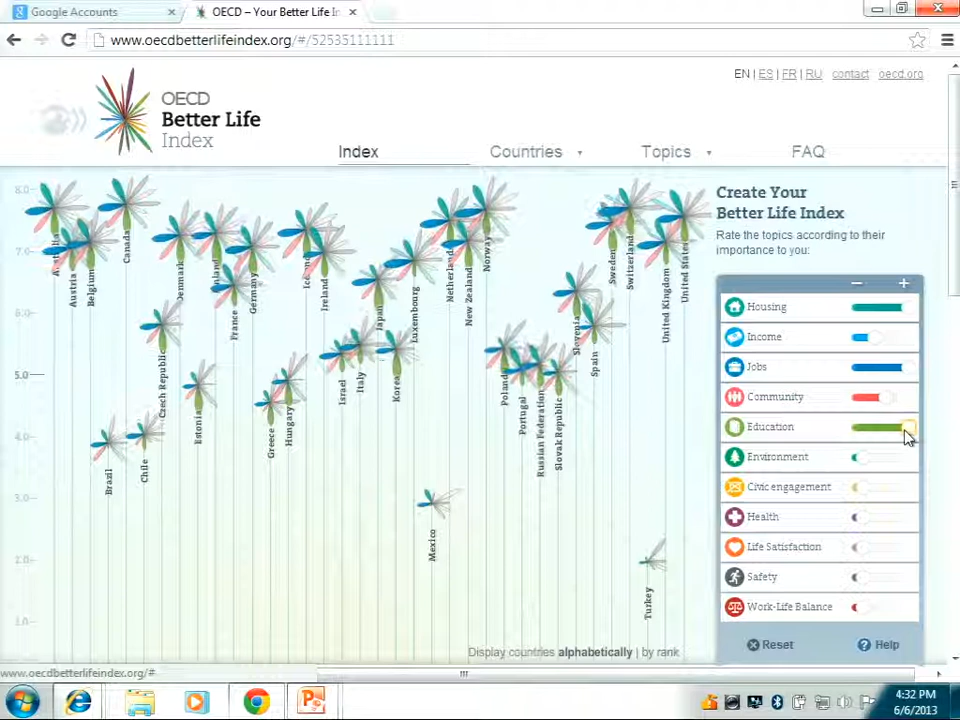 Google Accounts
OECD – Your Better Life In
www.oecdbetterlifeindex.org/#/52535111111
EN | ES | FR | RU contact oecd.org
OECD
Better Life
Index
Index Countries Topics FAQ
8.0
7.0
6.0
5.0
4.0
3.0
2.0
1.0
Australia
Austria
Belgium
Brazil
Canada
Chile
Czech Republic
Denmark
Estonia
Finland
France
Germany
Greece
Hungary
Iceland
Ireland
Israel
Italy
Japan
Korea
Luxembourg
Mexico
Netherlands
New Zealand
Norway
Poland
Portugal
Russian Federation
Slovak Republic
Slovenia
Spain
Sweden
Switzerland
Turkey
United Kingdom
United States
Create Your
Better Life Index
Rate the topics according to their
importance to you:
Housing
Income
Jobs
Community
Education
Environment
Civic engagement
Health
Life Satisfaction
Safety
Work-Life Balance
Reset Help
Display countries alphabetically | by rank
www.oecdbetterlifeindex.org/#
4:32 PM
6/6/2013